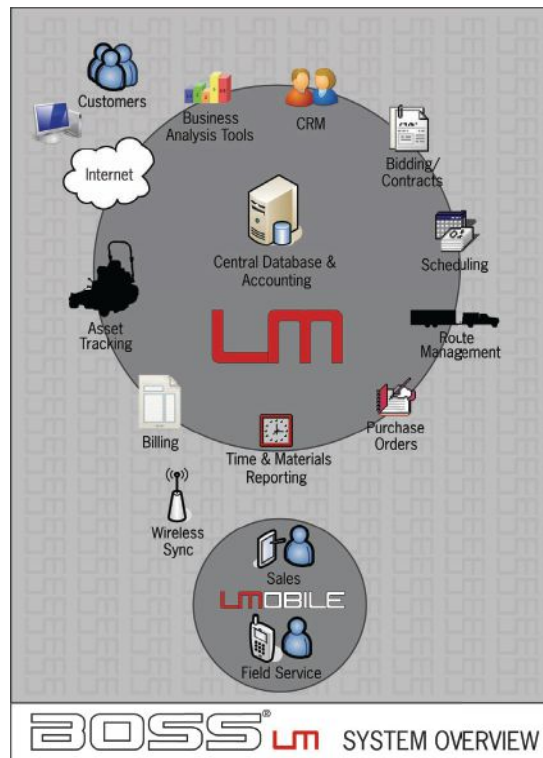 Customers
Business
Analysis Tools
CRM
Bidding/
Contracts
Internet
Central Database &
Accounting
Scheduling
LM
Asset
Tracking
Route
Management
Billing
Time & Materials
Reporting
Purchase
Orders
Wireless
Sync
Sales
LMOBILE
Field Service
BOSS® LM SYSTEM OVERVIEW